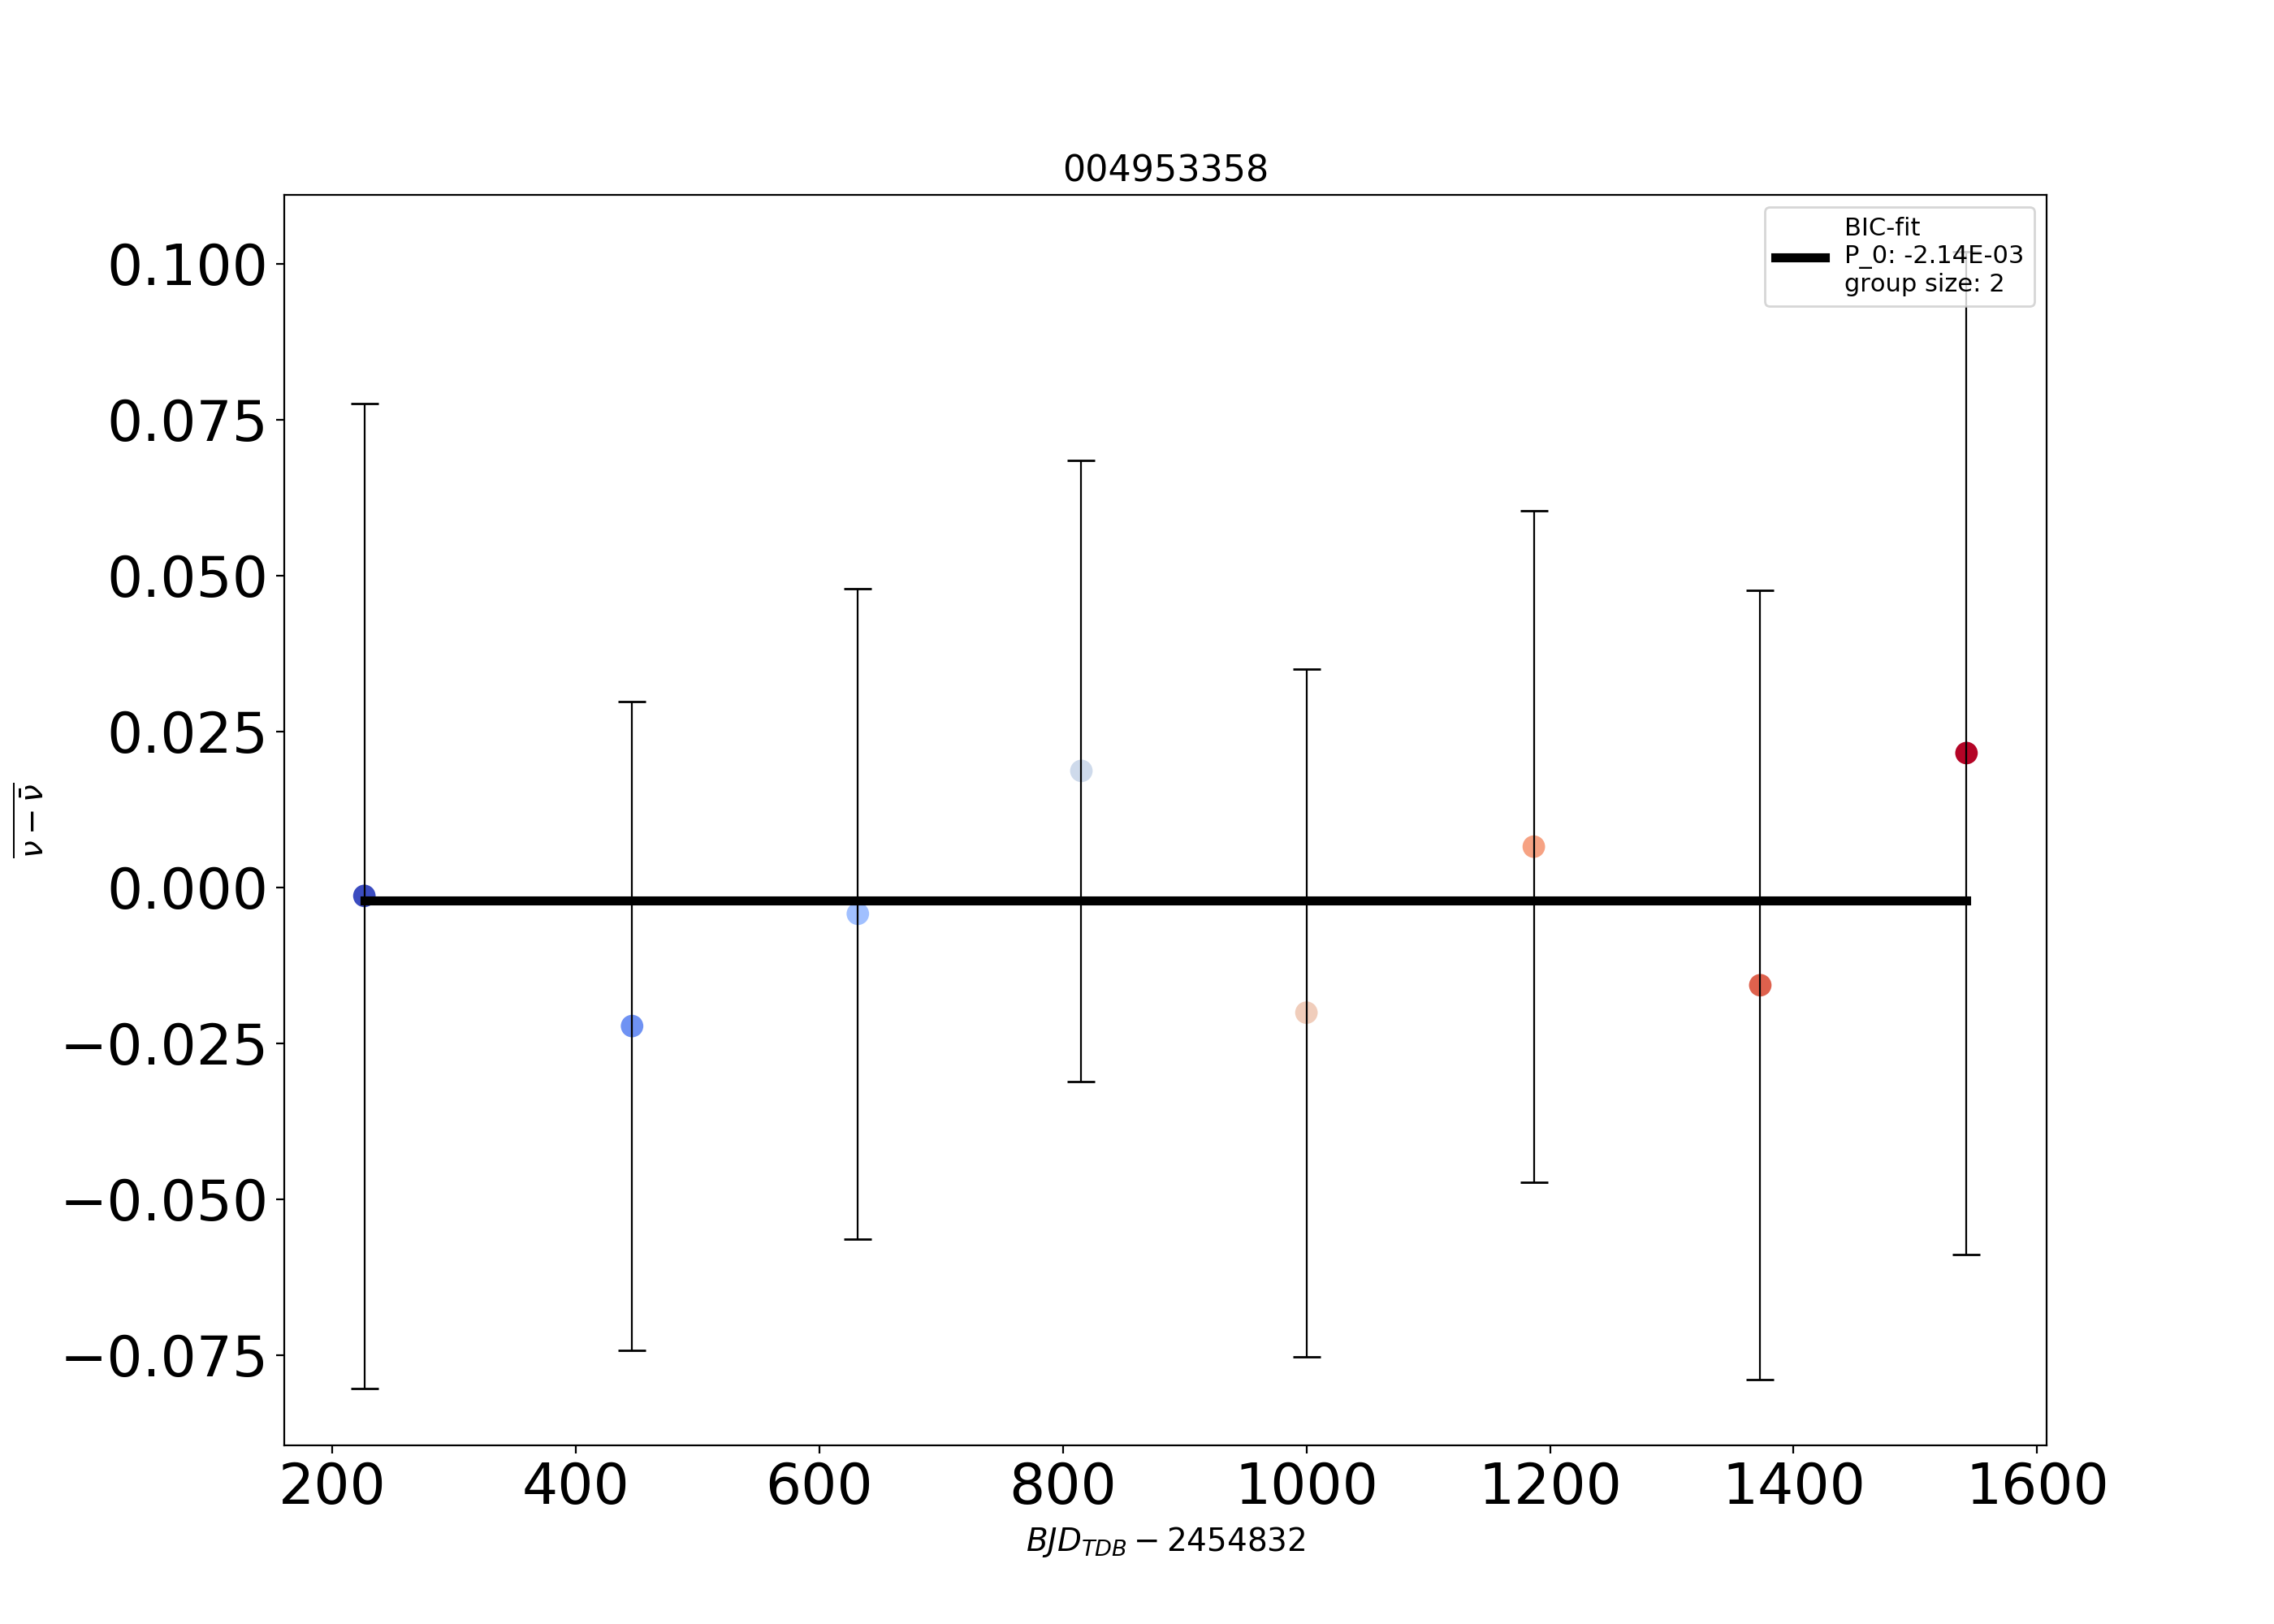 004953358
BIC-fit
P_0: -2.14E-03
group size: 2
0.100
0.075
0.050
0.025
0.000
−0.025
−0.050
−0.075
ν − ν̄
200 400 600 800 1000 1200 1400 1600
BJD_TDB − 2454832